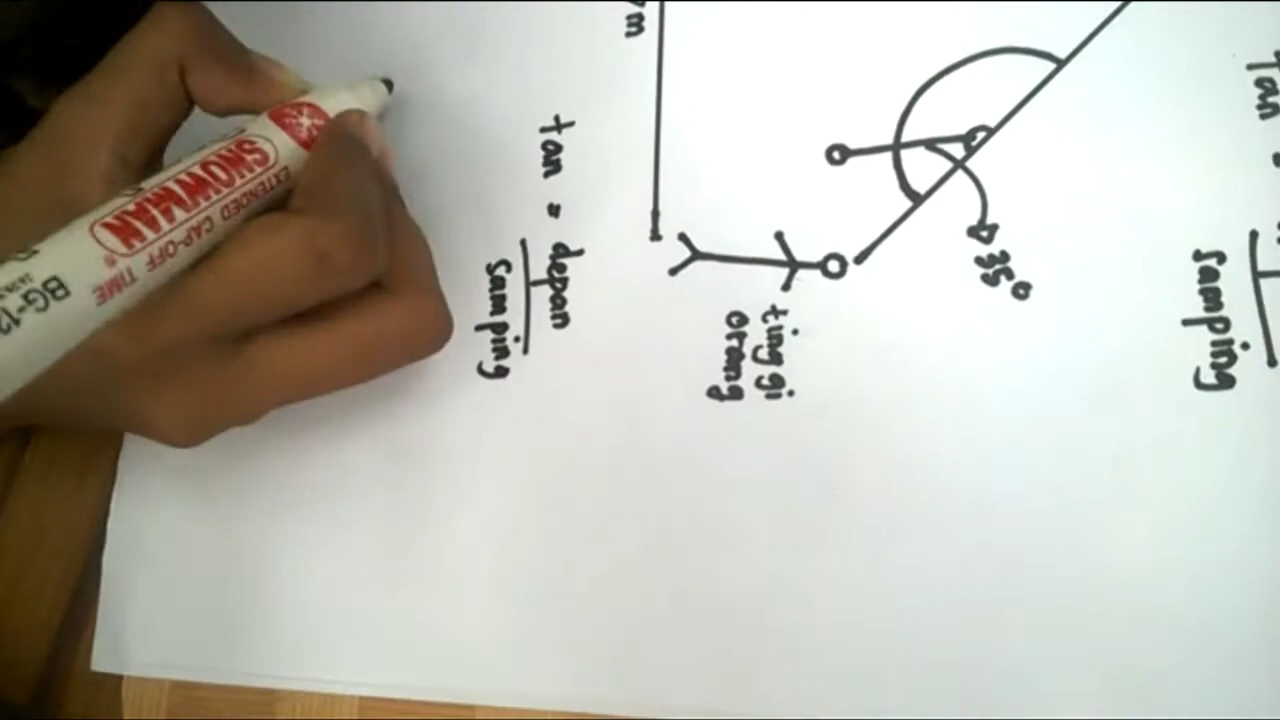 tan =
samping
35°
tinggi
orang
tan = depan
samping
m
SNOWMAN
EXTENDED CAP-OFF TIME
BG-12